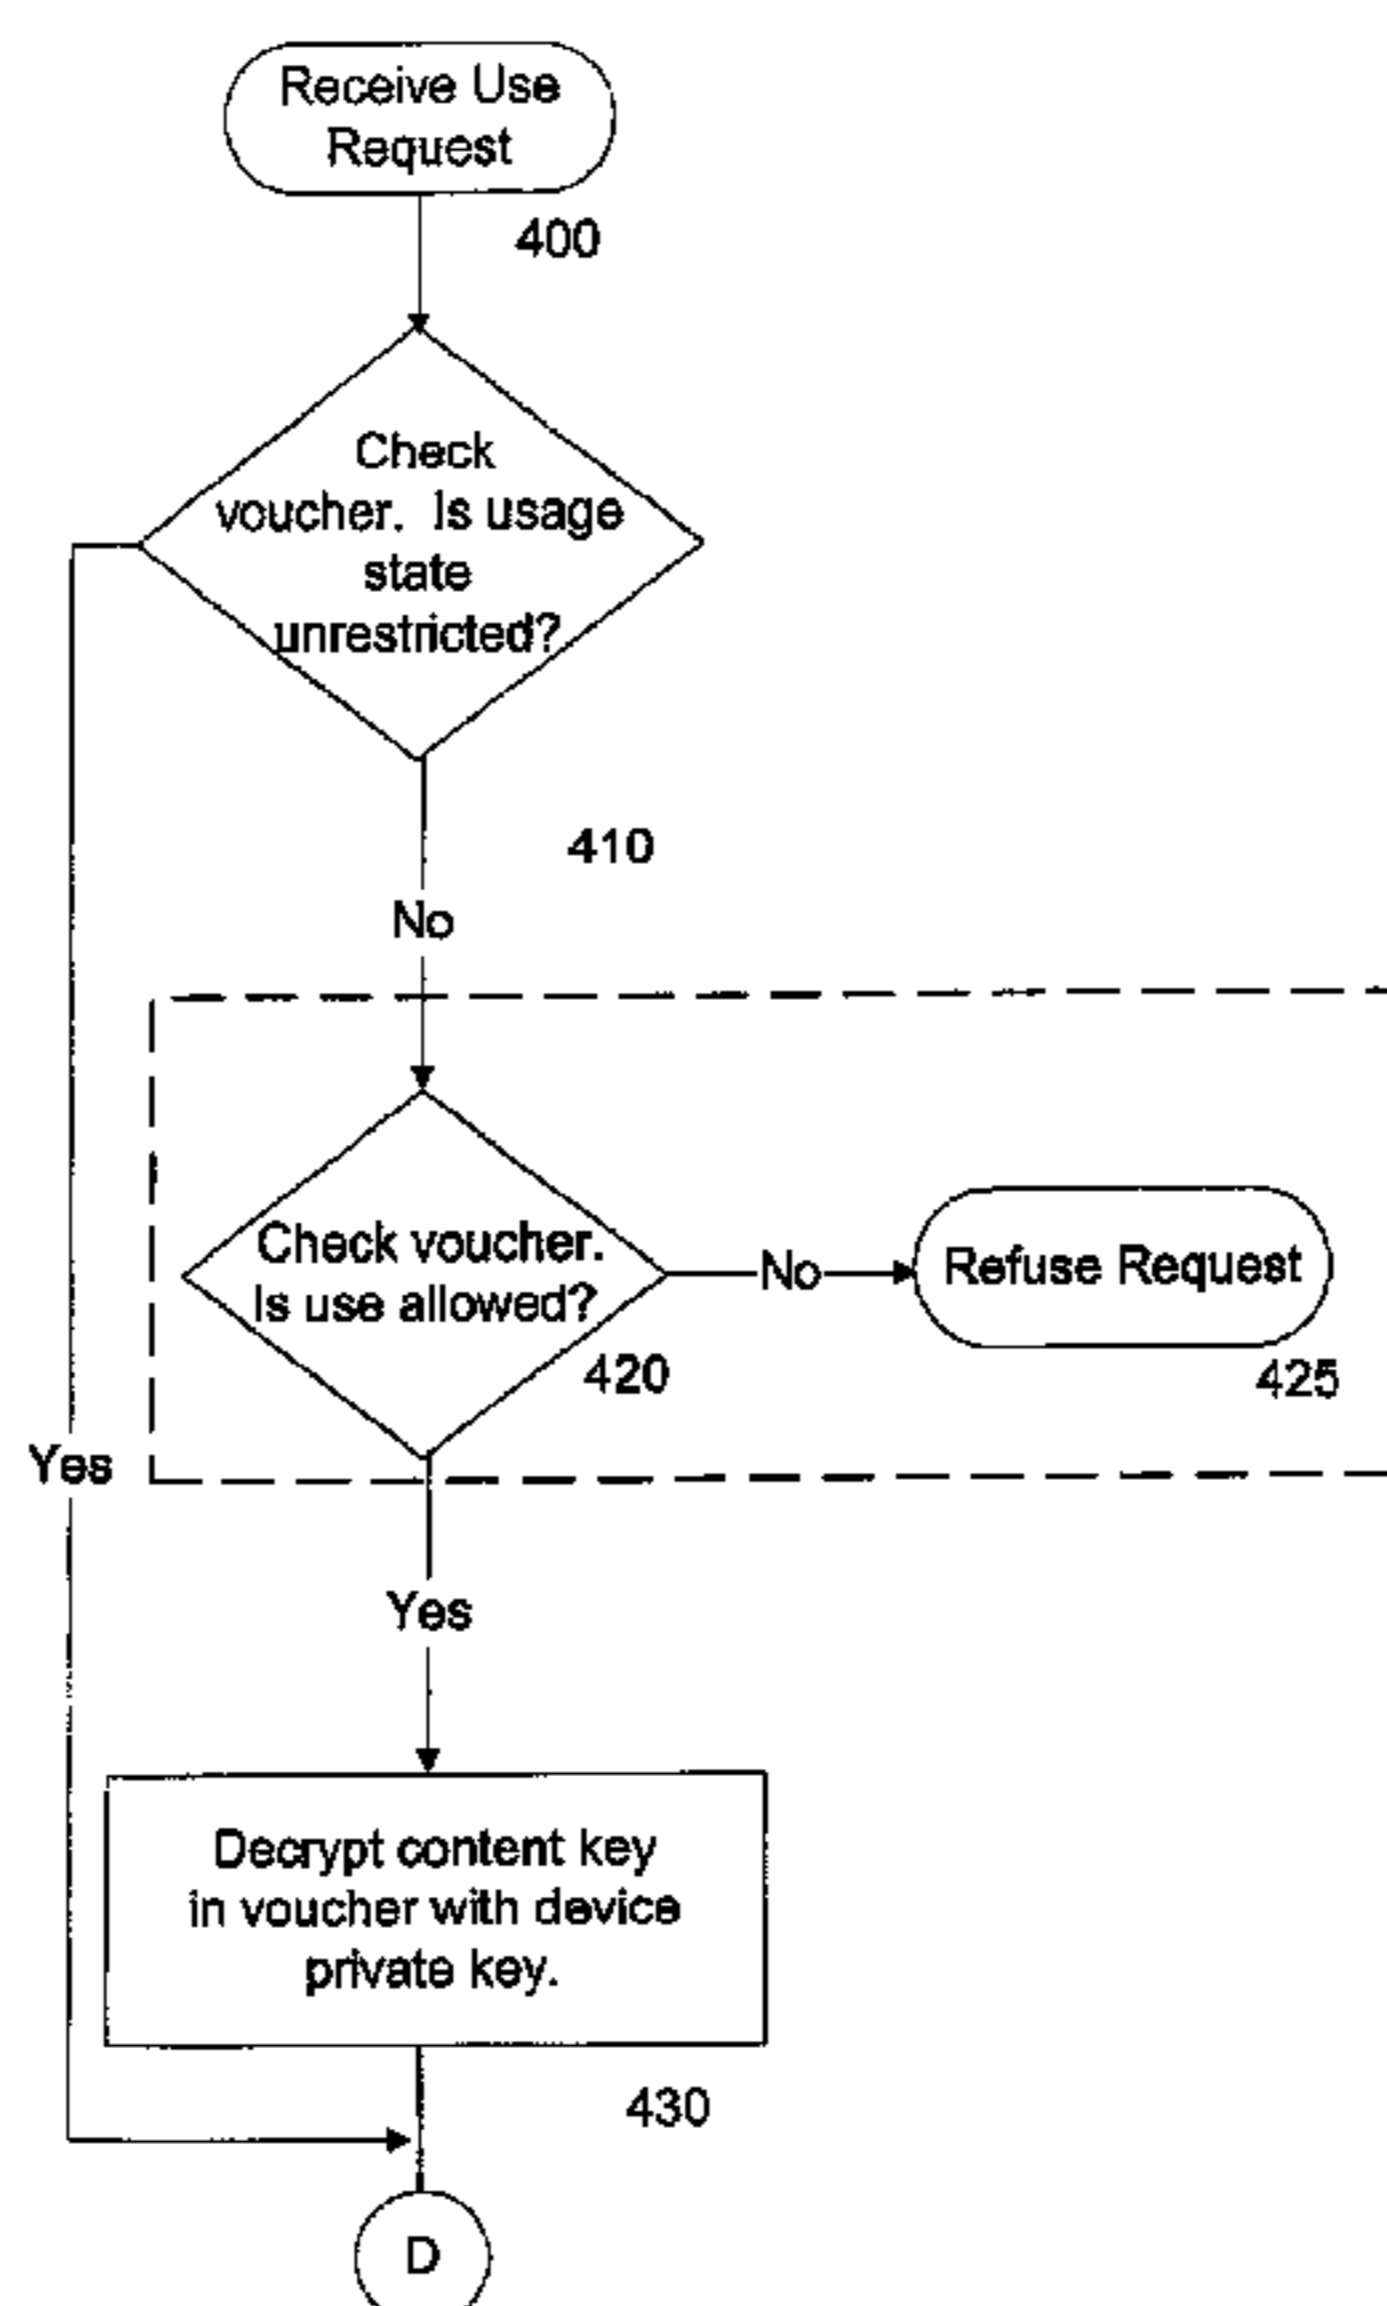 Receive Use
Request
400
Check
voucher. Is usage
state
unrestricted?
410
No
Check voucher.
Is use allowed?
420
No
Refuse Request
425
Yes
Yes
Decrypt content key
in voucher with device
private key.
430
D